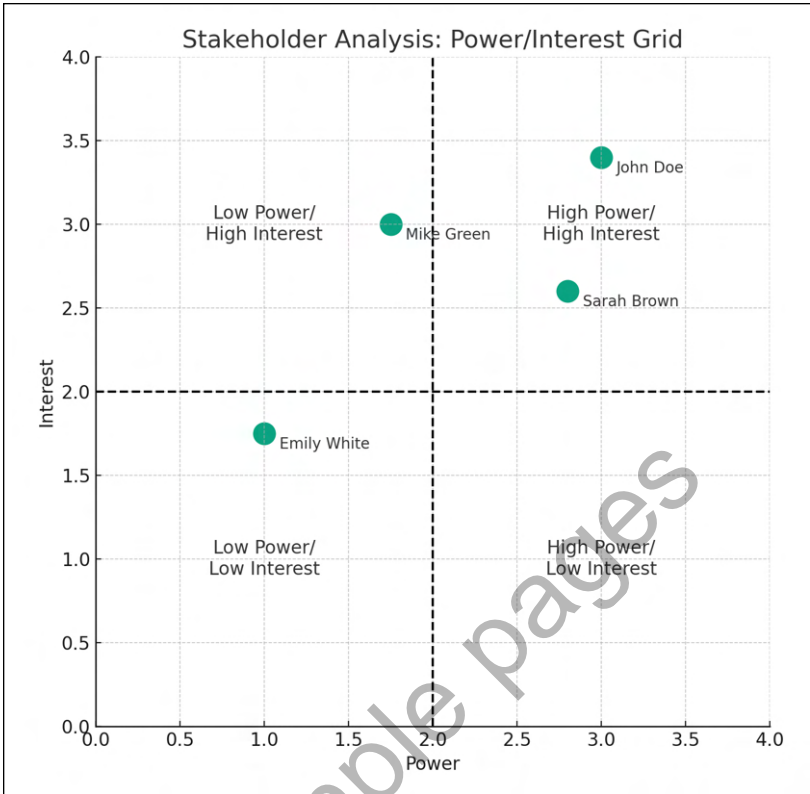 Stakeholder Analysis: Power/Interest Grid
4.0
3.5
John Doe
Low Power/
High Interest
High Power/
High Interest
3.0
Mike Green
2.5
Sarah Brown
Interest
2.0
Emily White
1.5
Low Power/
Low Interest
High Power/
Low Interest
1.0
0.5
0.0
0.0 0.5 1.0 1.5 2.0 2.5 3.0 3.5 4.0
Power
pages